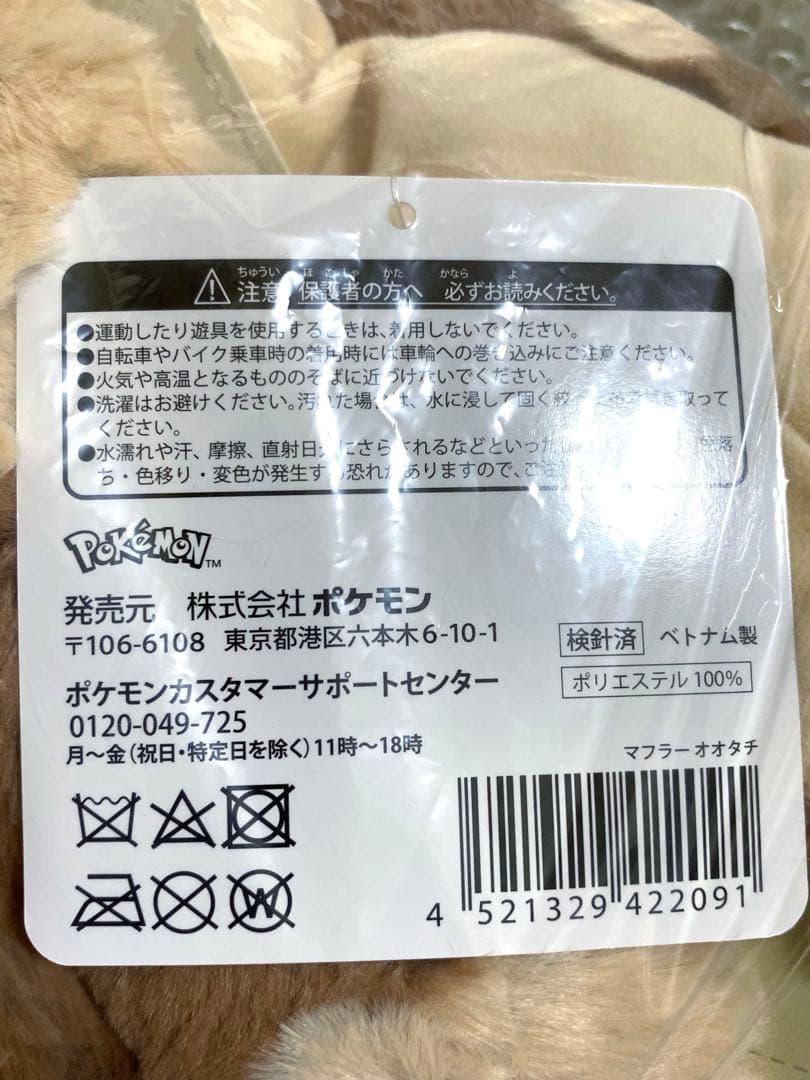 注意 保護者の方へ 必ずお読みください。
●運動したり遊具を使用するときは、着用しないでください。
●自転車やバイク乗車時の着用時には車輪への巻き込みにご注意ください。
●火気や高温となるもののそばに近づけないでください。
●洗濯はお避けください。汚れた場合は、水に浸して固く絞 取って
ください。
●水濡れや汗、摩擦、直射日光にさらされるなどといった 色落
ち・色移り・変色が発生する恐れがありますので、ご注
POKéMON TM
発売元 株式会社ポケモン
〒106-6108 東京都港区六本木6-10-1
検針済 ベトナム製
ポリエステル 100%
ポケモンカスタマーサポートセンター
0120-049-725
月〜金(祝日・特定日を除く)11時〜18時
マフラー オオタチ
W
4 521329 422091